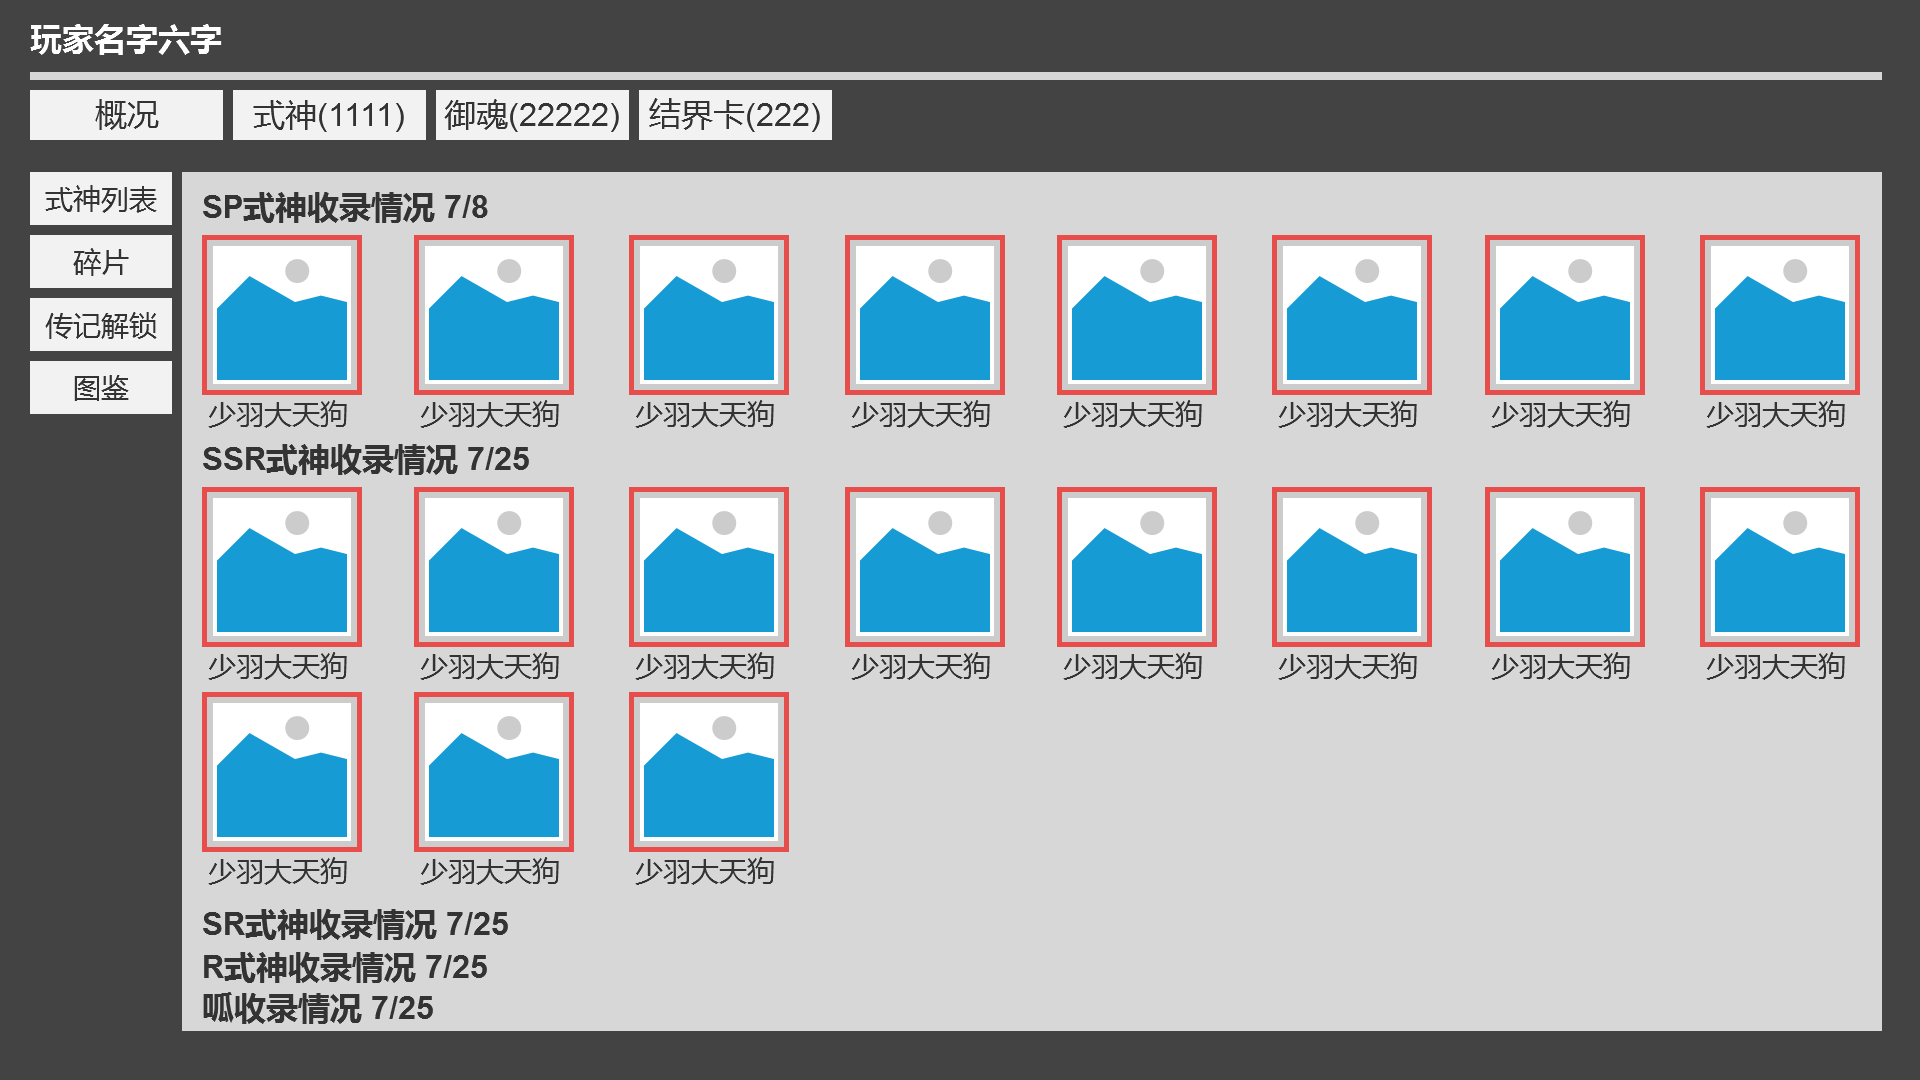 玩家名字六字
概况 式神(1111) 御魂(22222) 结界卡(222)
式神列表
碎片
传记解锁
图鉴
SP式神收录情况 7/8
少羽大天狗 少羽大天狗 少羽大天狗 少羽大天狗 少羽大天狗 少羽大天狗 少羽大天狗 少羽大天狗
SSR式神收录情况 7/25
少羽大天狗 少羽大天狗 少羽大天狗 少羽大天狗 少羽大天狗 少羽大天狗 少羽大天狗 少羽大天狗
少羽大天狗 少羽大天狗 少羽大天狗
SR式神收录情况 7/25
R式神收录情况 7/25
呱收录情况 7/25